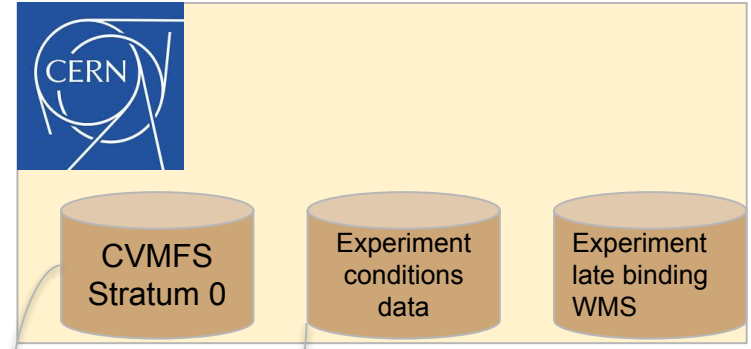 CERN
CVMFS
Stratum 0
Experiment
conditions
data
Experiment
late binding
WMS